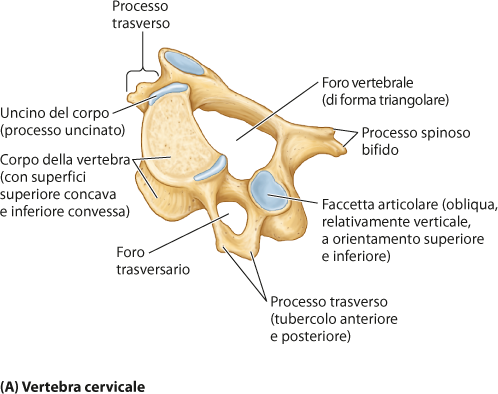 Processo
trasverso
Uncino del corpo
(processo uncinato)
Corpo della vertebra
(con superfici
superiore concava
e inferiore convessa)
Foro
trasversario
Foro vertebrale
(di forma triangolare)
Processo spinoso
bifido
Faccetta articolare (obliqua,
relativamente verticale,
a orientamento superiore
e inferiore)
Processo trasverso
(tubercolo anteriore
e posteriore)
(A) Vertebra cervicale